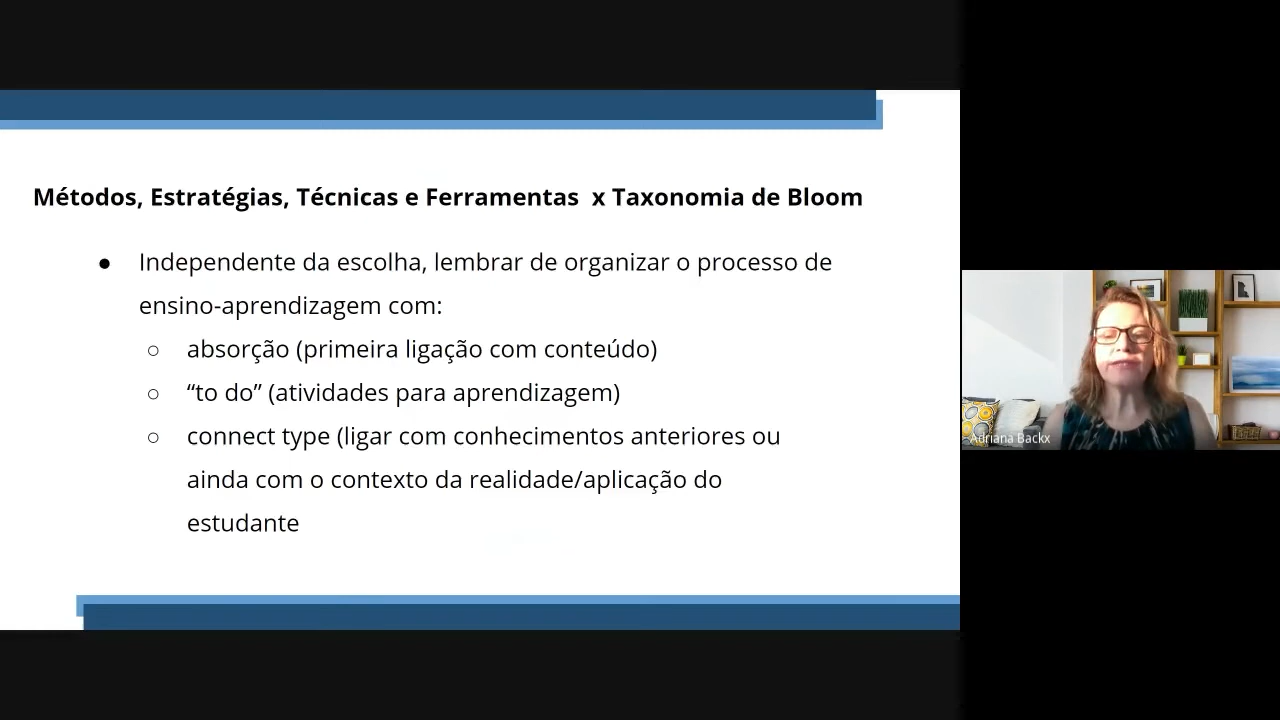 Métodos, Estratégias, Técnicas e Ferramentas x Taxonomia de Bloom
● Independente da escolha, lembrar de organizar o processo de
ensino-aprendizagem com:
○ absorção (primeira ligação com conteúdo)
○ “to do” (atividades para aprendizagem)
○ connect type (ligar com conhecimentos anteriores ou
ainda com o contexto da realidade/aplicação do
estudante
Adriana Backx